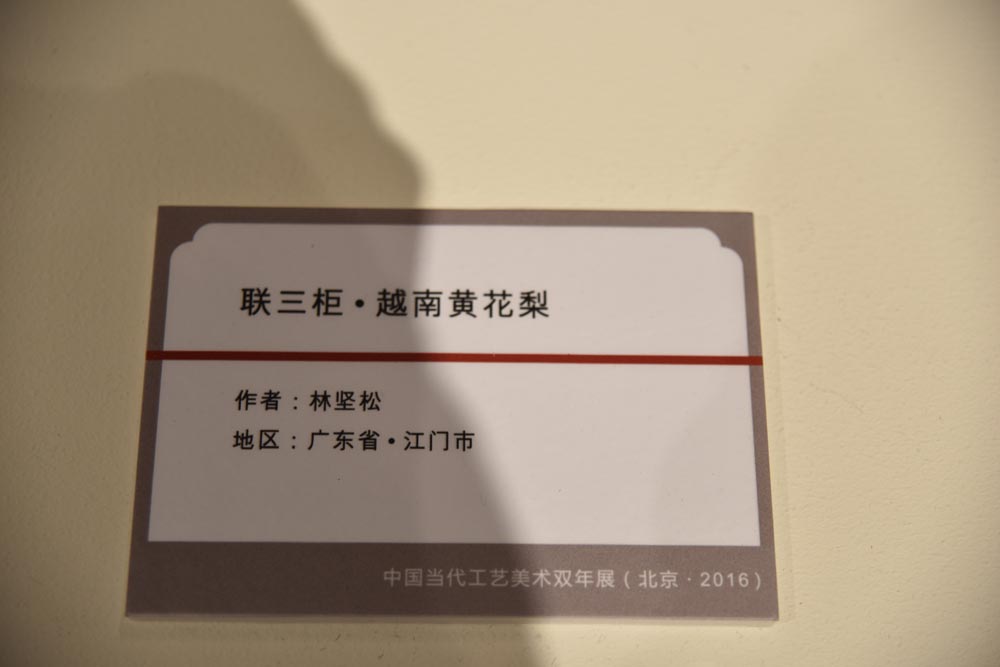 联三柜·越南黄花梨
作者：林坚松
地区：广东省·江门市
中国当代工艺美术双年展（北京·2016）